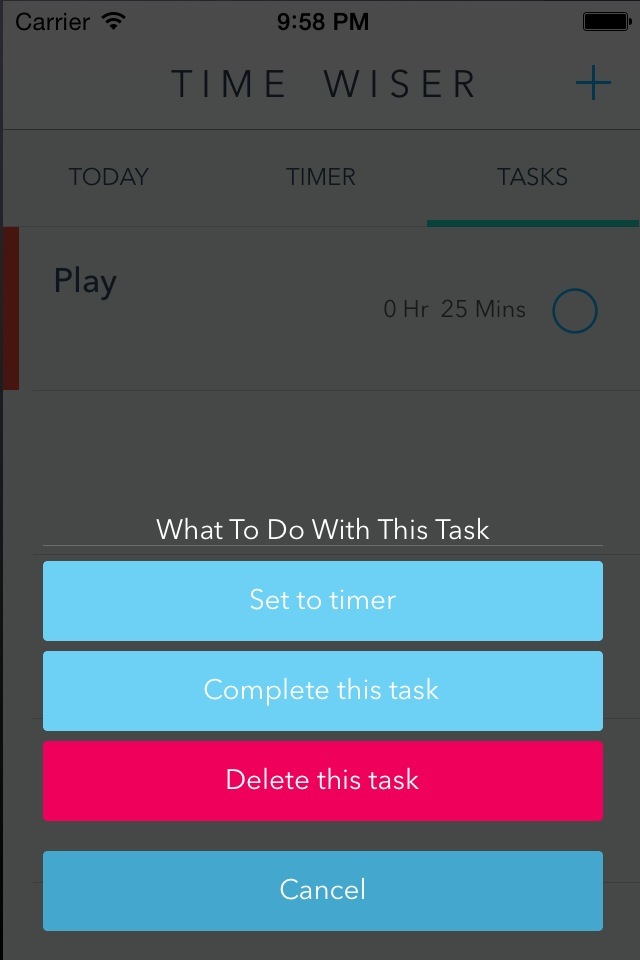 Carrier 9:58 PM
TIME WISER
TODAY TIMER TASKS
Play
0 Hr 25 Mins
What To Do With This Task
Set to timer
Complete this task
Delete this task
Cancel